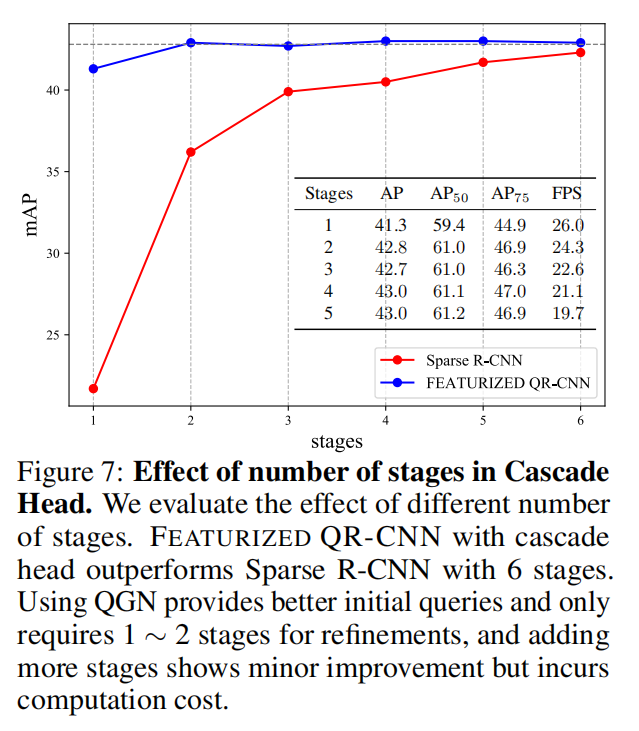 40
35
30
25
mAP
Stages AP AP50 AP75 FPS
1 41.3 59.4 44.9 26.0
2 42.8 61.0 46.9 24.3
3 42.7 61.0 46.3 22.6
4 43.0 61.1 47.0 21.1
5 43.0 61.2 46.9 19.7
Sparse R-CNN
FEATURIZED QR-CNN
1 2 3 4 5 6
stages
Figure 7: Effect of number of stages in Cascade
Head. We evaluate the effect of different number
of stages. FEATURIZED QR-CNN with cascade
head outperforms Sparse R-CNN with 6 stages.
Using QGN provides better initial queries and only
requires 1 ∼ 2 stages for refinements, and adding
more stages shows minor improvement but incurs
computation cost.